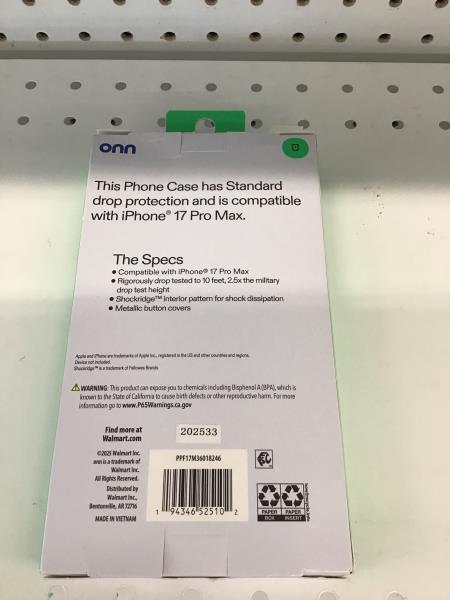 onn
This Phone Case has Standard
drop protection and is compatible
with iPhone® 17 Pro Max.
The Specs
• Compatible with iPhone® 17 Pro Max
• Rigorously drop tested to 10 feet, 2.5x the military
drop test height
• Shockridge™ interior pattern for shock dissipation
• Metallic button covers
Apple and iPhone are trademarks of Apple Inc., registered in the US and other countries and regions.
Device not included.
Shockridge™ is a trademark of Fellowes Brands
⚠WARNING: This product can expose you to chemicals including Bisphenol A (BPA), which is
known to the State of California to cause birth defects or other reproductive harm. For more
information go to www.P65Warnings.ca.gov
Find more at
Walmart.com
©2025 Walmart Inc.
onn is a trademark of
Walmart Inc.
All Rights Reserved.
Distributed by
Walmart Inc.,
Bentonville, AR 72716
MADE IN VIETNAM
202533
PPF17M36018246
1 94346 52510 2
PAPER
BOX
PAPER
INSERT